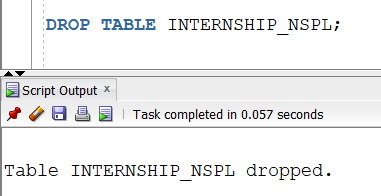 DROP TABLE INTERNSHIP_NSPL;
Script Output x
Task completed in 0.057 seconds
Table INTERNSHIP_NSPL dropped.